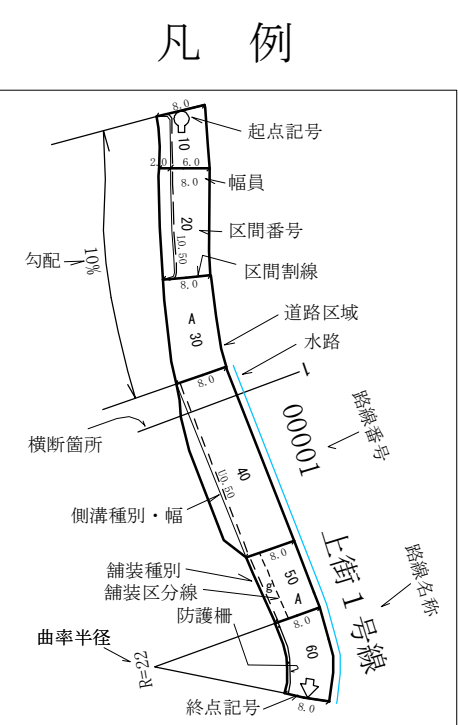 凡 例
8.0
起点記号
10
2.0 6.0
8.0
幅員
20
区間番号
L0.50
勾配
10%
区間割線
8.0
道路区域
A
30
水路
8.0
1
横断箇所
00001
路線番号
40
U0.50
側溝種別・幅
上街1号線
路線名称
8.0
舗装種別
50
舗装区分線
A
防護柵
8.0
曲率半径
60
R=22
終点記号
8.0